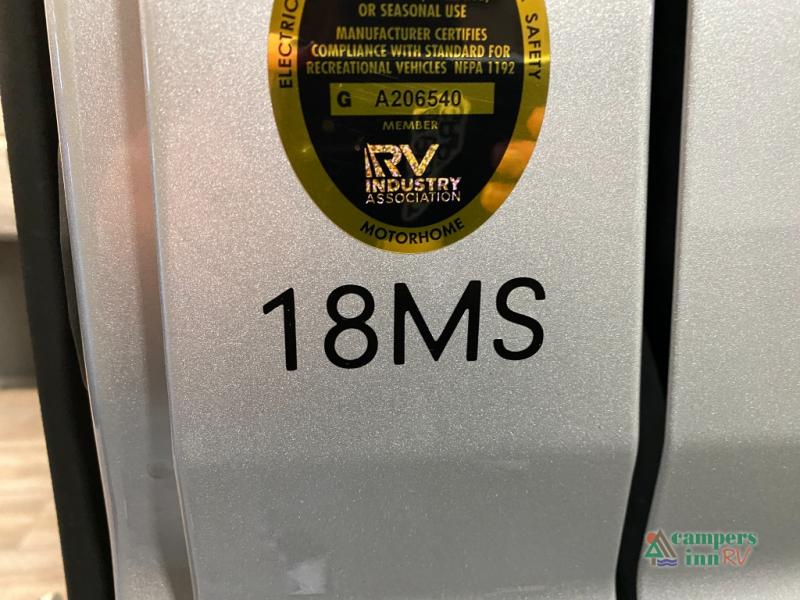 ELECTRIC
SAFETY
OR SEASONAL USE
MANUFACTURER CERTIFIES
COMPLIANCE WITH STANDARD FOR
RECREATIONAL VEHICLES NFPA 1192
G A206540
MEMBER
RV
INDUSTRY
ASSOCIATION
MOTORHOME
18MS
campers
inn RV